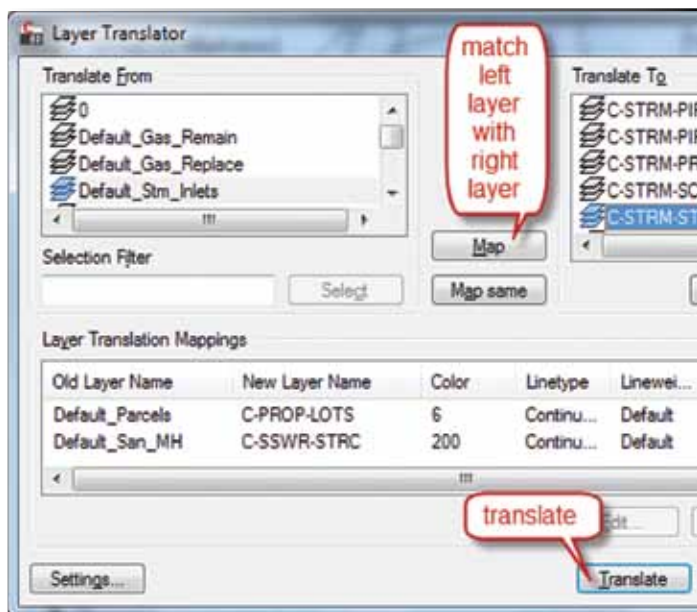 Layer Translator
Translate From
0
Default_Gas_Remain
Default_Gas_Replace
Default_Stm_Inlets
Selection Filter
Select
match
left
layer
with
right
layer
Map
Map same
Translate To
C-STRM-PIP
C-STRM-PIP
C-STRM-PR
C-STRM-SC
C-STRM-ST
Layer Translation Mappings
Old Layer Name New Layer Name Color Linetype Linewei...
Default_Parcels C-PROP-LOTS 6 Continu... Default
Default_San_MH C-SSWR-STRC 200 Continu... Default
translate
Settings...
Translate